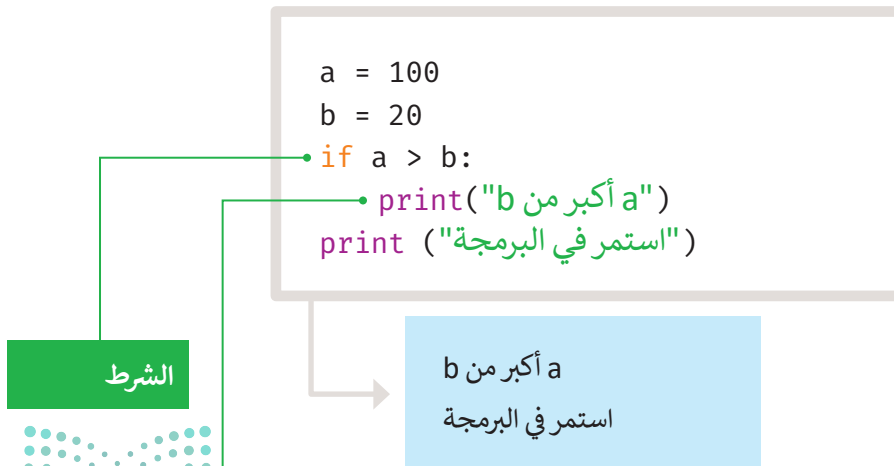 a = 100
b = 20
if a > b:
print("a أكبر من b")
print ("استمر في البرمجة")
الشرط
a أكبر من b
استمر في البرمجة